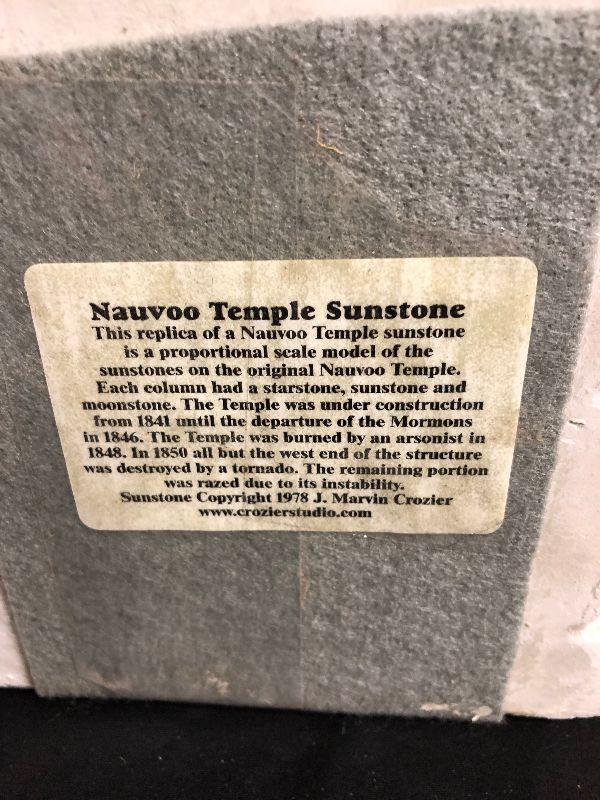 Nauvoo Temple Sunstone
This replica of a Nauvoo Temple sunstone
is a proportional scale model of the
sunstones on the original Nauvoo Temple.
Each column had a starstone, sunstone and
moonstone. The Temple was under construction
from 1841 until the departure of the Mormons
in 1846. The Temple was burned by an arsonist in
1848. In 1850 all but the west end of the structure
was destroyed by a tornado. The remaining portion
was razed due to its instability.
Sunstone Copyright 1978 J. Marvin Crozier
www.crozierstudio.com